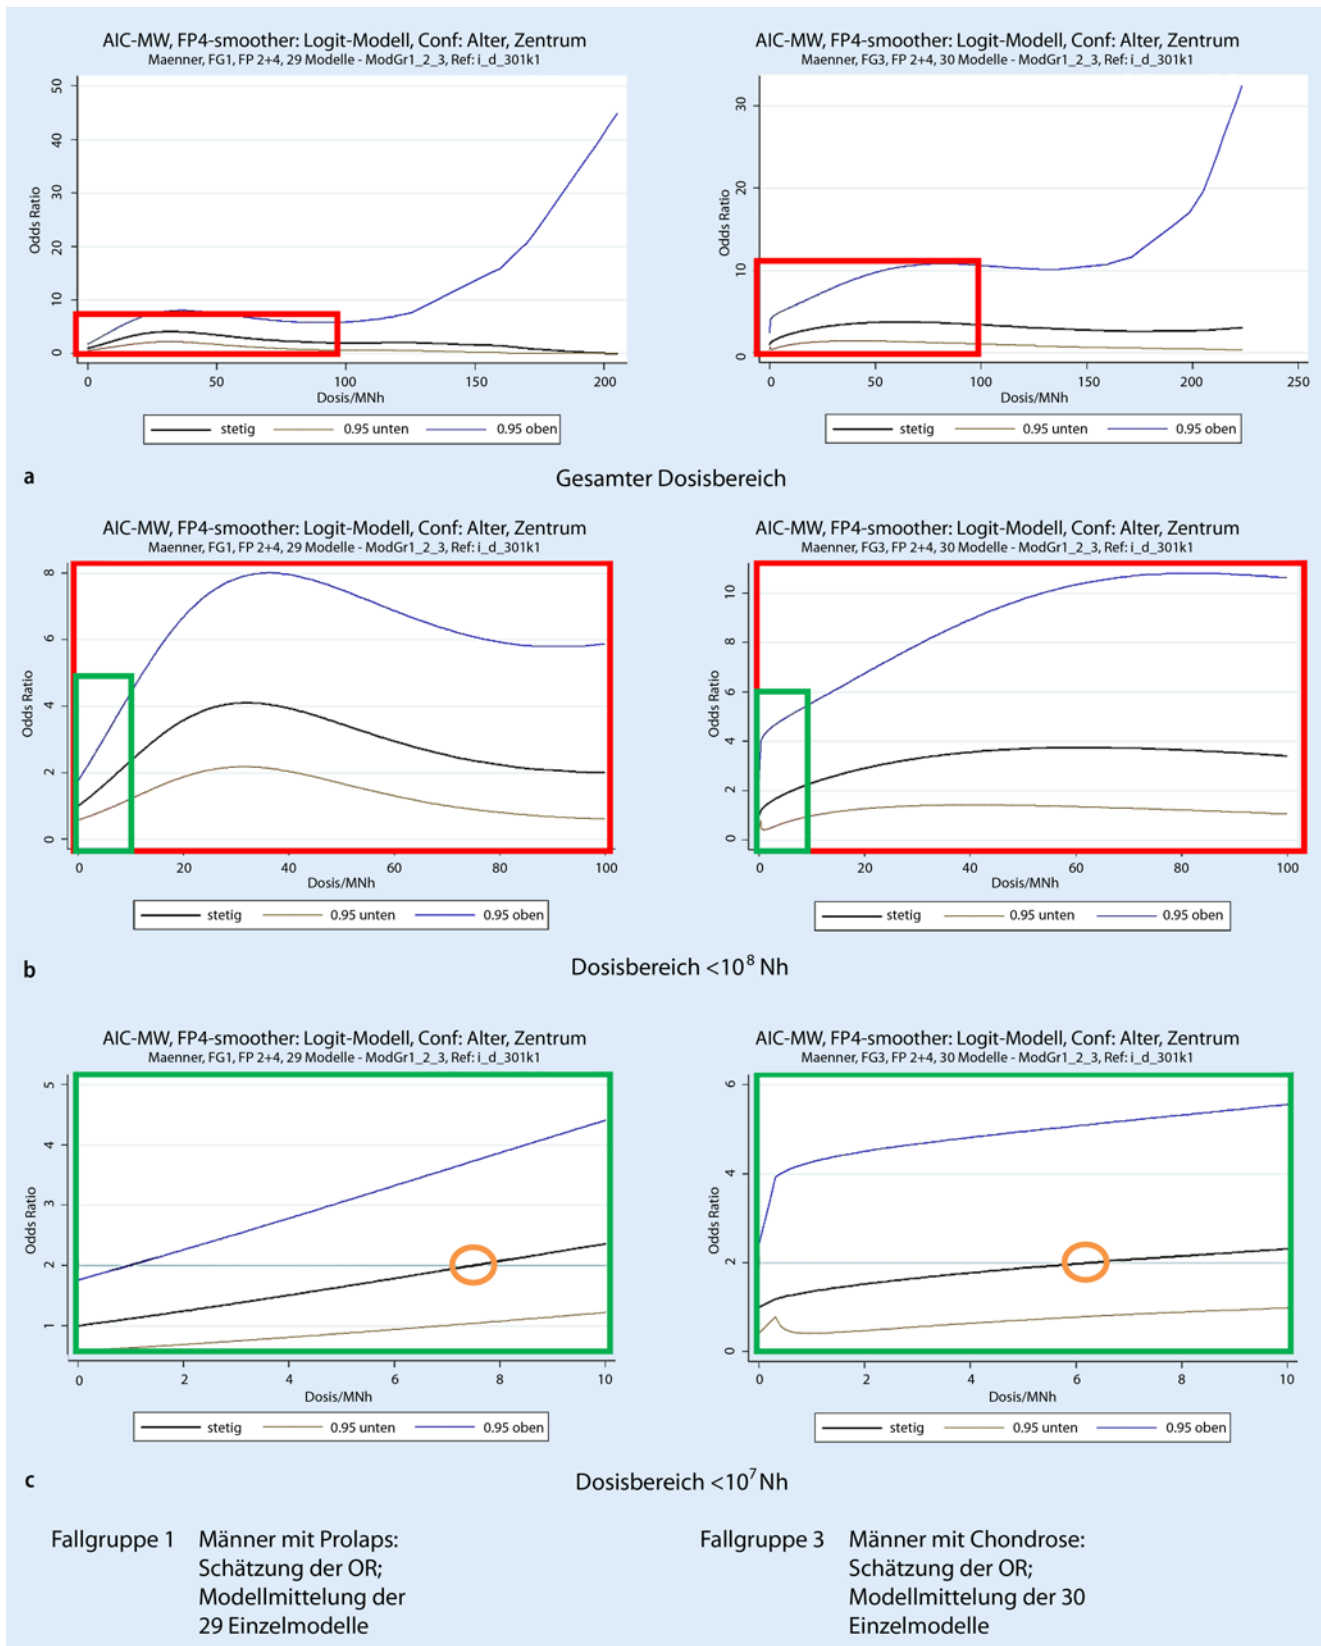 AIC-MW, FP4-smoother: Logit-Modell, Conf: Alter, Zentrum
Maenner, FG1, FP 2+4, 29 Modelle - ModGr1_2_3, Ref: i_d_301k1
Odds Ratio
50
40
30
20
10
0
0 50 100 150 200
Dosis/MNh
stetig 0.95 unten 0.95 oben
AIC-MW, FP4-smoother: Logit-Modell, Conf: Alter, Zentrum
Maenner, FG3, FP 2+4, 30 Modelle - ModGr1_2_3, Ref: i_d_301k1
Odds Ratio
30
20
10
0
0 50 100 150 200 250
Dosis/MNh
stetig 0.95 unten 0.95 oben
a Gesamter Dosisbereich
AIC-MW, FP4-smoother: Logit-Modell, Conf: Alter, Zentrum
Maenner, FG1, FP 2+4, 29 Modelle - ModGr1_2_3, Ref: i_d_301k1
Odds Ratio
8
6
4
2
0
0 20 40 60 80 100
Dosis/MNh
stetig 0.95 unten 0.95 oben
AIC-MW, FP4-smoother: Logit-Modell, Conf: Alter, Zentrum
Maenner, FG3, FP 2+4, 30 Modelle - ModGr1_2_3, Ref: i_d_301k1
Odds Ratio
10
8
6
4
2
0
0 20 40 60 80 100
Dosis/MNh
stetig 0.95 unten 0.95 oben
b Dosisbereich <10⁸ Nh
AIC-MW, FP4-smoother: Logit-Modell, Conf: Alter, Zentrum
Maenner, FG1, FP 2+4, 29 Modelle - ModGr1_2_3, Ref: i_d_301k1
Odds Ratio
5
4
3
2
1
0 2 4 6 8 10
Dosis/MNh
stetig 0.95 unten 0.95 oben
AIC-MW, FP4-smoother: Logit-Modell, Conf: Alter, Zentrum
Maenner, FG3, FP 2+4, 30 Modelle - ModGr1_2_3, Ref: i_d_301k1
Odds Ratio
6
4
2
0
0 2 4 6 8 10
Dosis/MNh
stetig 0.95 unten 0.95 oben
c Dosisbereich <10⁷ Nh
Fallgruppe 1 Männer mit Prolaps:
Schätzung der OR;
Modellmittelung der
29 Einzelmodelle
Fallgruppe 3 Männer mit Chondrose:
Schätzung der OR;
Modellmittelung der 30
Einzelmodelle